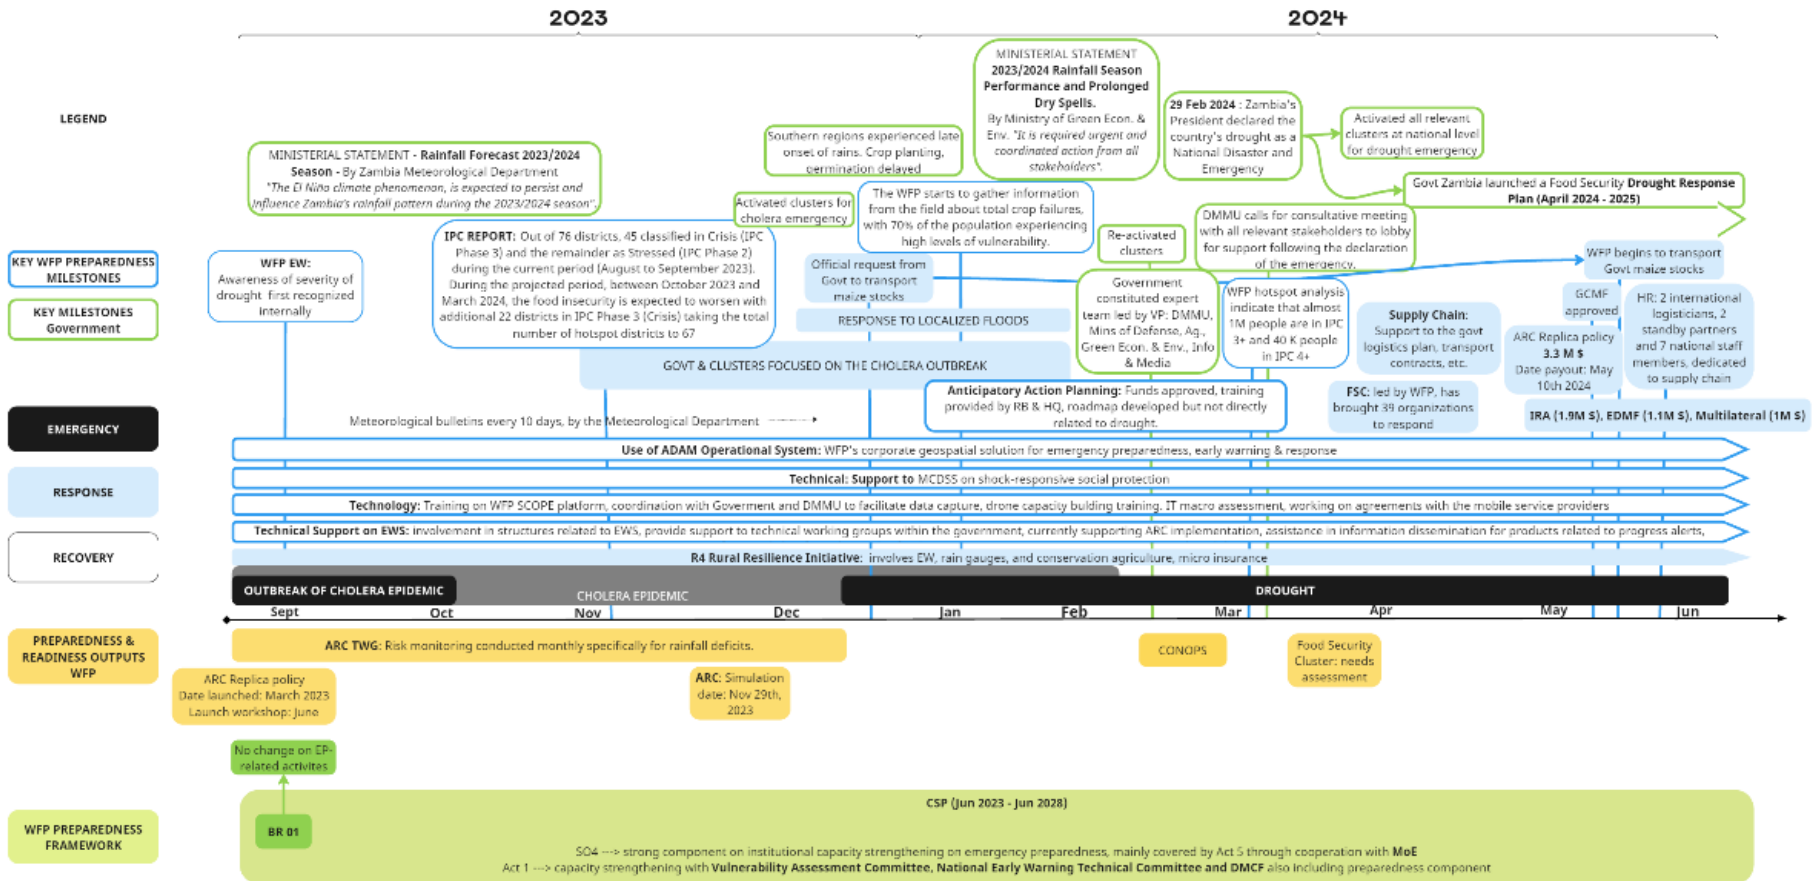 2023
2024
LEGEND
KEY WFP PREPAREDNESS
MILESTONES
KEY MILESTONES
Government
EMERGENCY
RESPONSE
RECOVERY
PREPAREDNESS &
READINESS OUTPUTS
WFP
WFP PREPAREDNESS
FRAMEWORK
MINISTERIAL STATEMENT - Rainfall Forecast 2023/2024
Season - By Zambia Meteorological Department
"The El Niño climate phenomenon, is expected to persist and
Influence Zambia's rainfall pattern during the 2023/2024 season".
WFP EW:
Awareness of severity of
drought first recognized
internally
IPC REPORT: Out of 76 districts, 45 classified in Crisis (IPC
Phase 3) and the remainder as Stressed (IPC Phase 2)
during the current period (August to September 2023).
During the projected period, between October 2023 and
March 2024, the food insecurity is expected to worsen with
additional 22 districts in IPC Phase 3 (Crisis) taking the total
number of hotspot districts to 67
Southern regions experienced late
onset of rains. Crop planting,
germination delayed
Activated clusters for
cholera emergency
The WFP starts to gather information
from the field about total crop failures,
with 70% of the population experiencing
high levels of vulnerability.
MINISTERIAL STATEMENT
2023/2024 Rainfall Season
Performance and Prolonged
Dry Spells.
By Ministry of Green Econ. &
Env. "It is required urgent and
coordinated action from all
stakeholders".
29 Feb 2024 : Zambia's
President declared the
country's drought as a
National Disaster and
Emergency
Activated all relevant
clusters at national level
for drought emergency
Govt Zambia launched a Food Security Drought Response
Plan (April 2024 - 2025)
DMMU calls for consultative meeting
with all relevant stakeholders to lobby
for support following the declaration
of the emergency.
Re-activated
clusters
Official request from
Govt to transport
maize stocks
RESPONSE TO LOCALIZED FLOODS
GOVT & CLUSTERS FOCUSED ON THE CHOLERA OUTBREAK
Government
constituted expert
team led by VP: DMMU,
Mins of Defense, Ag.,
Green Econ. & Env., Info
& Media
WFP hotspot analysis
indicate that almost
1M people are in IPC
3+ and 40 K people
in IPC 4+
WFP begins to transport
Govt maize stocks
Supply Chain:
Support to the govt
logistics plan, transport
contracts, etc.
GCMF
approved
ARC Replica policy
3.3 M $
Date payout: May
10th 2024
HR: 2 international
logisticians, 2
standby partners
and 7 national staff
members, dedicated
to supply chain
FSC: led by WFP, has
brought 39 organizations
to respond
IRA (1.9M $), EDMF (1.1M $), Multilateral (1M $)
Anticipatory Action Planning: Funds approved, training
provided by RB & HQ, roadmap developed but not directly
related to drought.
Meteorological bulletins every 10 days, by the Meteorological Department
Use of ADAM Operational System: WFP's corporate geospatial solution for emergency preparedness, early warning & response
Technical: Support to MCDSS on shock-responsive social protection
Technology: Training on WFP SCOPE platform, coordination with Goverment and DMMU to facilitate data capture, drone capacity bulding training. IT macro assessment, working on agreements with the mobile service providers
Technical Support on EWS: involvement in structures related to EWS, provide support to technical working groups within the government, currently supporting ARC implementation, assistance in information dissemination for products related to progress alerts,
R4 Rural Resilience Initiative: involves EW, rain gauges, and conservation agriculture, micro insurance
OUTBREAK OF CHOLERA EPIDEMIC
CHOLERA EPIDEMIC
DROUGHT
Sept Oct Nov Dec Jan Feb Mar Apr May Jun
ARC TWG: Risk monitoring conducted monthly specifically for rainfall deficits.
CONOPS
Food Security
Cluster: needs
assessment
ARC Replica policy
Date launched: March 2023
Launch workshop: June
ARC: Simulation
date: Nov 29th,
2023
No change on EP-
related activites
BR 01
CSP (Jun 2023 - Jun 2028)
SO4 ---> strong component on institutional capacity strengthening on emergency preparedness, mainly covered by Act 5 through cooperation with MoE
Act 1 ---> capacity strengthening with Vulnerability Assessment Committee, National Early Warning Technical Committee and DMCF also including preparedness component